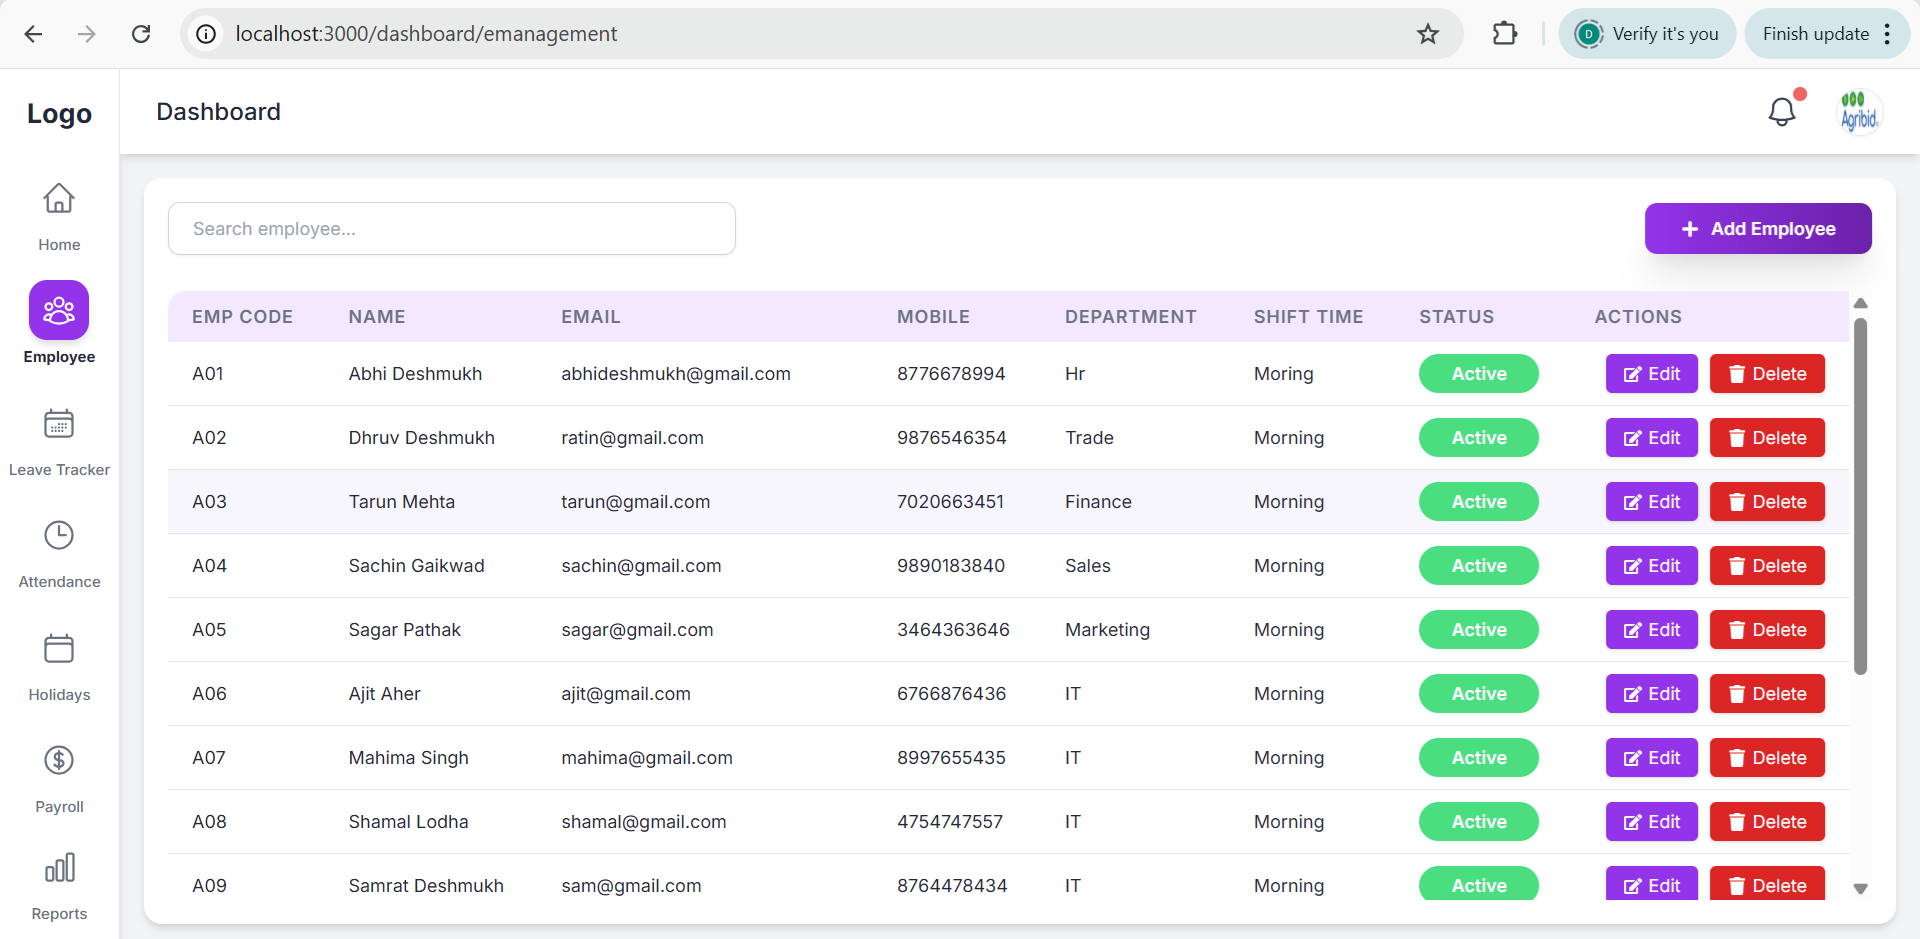 localhost:3000/dashboard/emanagement
D Verify it's you
Finish update
Logo
Dashboard
Agribid
Home
Employee
Leave Tracker
Attendance
Holidays
Payroll
Reports
Search employee...
+ Add Employee
EMP CODE NAME EMAIL MOBILE DEPARTMENT SHIFT TIME STATUS ACTIONS
A01 Abhi Deshmukh abhideshmukh@gmail.com 8776678994 Hr Moring Active Edit Delete
A02 Dhruv Deshmukh ratin@gmail.com 9876546354 Trade Morning Active Edit Delete
A03 Tarun Mehta tarun@gmail.com 7020663451 Finance Morning Active Edit Delete
A04 Sachin Gaikwad sachin@gmail.com 9890183840 Sales Morning Active Edit Delete
A05 Sagar Pathak sagar@gmail.com 3464363646 Marketing Morning Active Edit Delete
A06 Ajit Aher ajit@gmail.com 6766876436 IT Morning Active Edit Delete
A07 Mahima Singh mahima@gmail.com 8997655435 IT Morning Active Edit Delete
A08 Shamal Lodha shamal@gmail.com 4754747557 IT Morning Active Edit Delete
A09 Samrat Deshmukh sam@gmail.com 8764478434 IT Morning Active Edit Delete